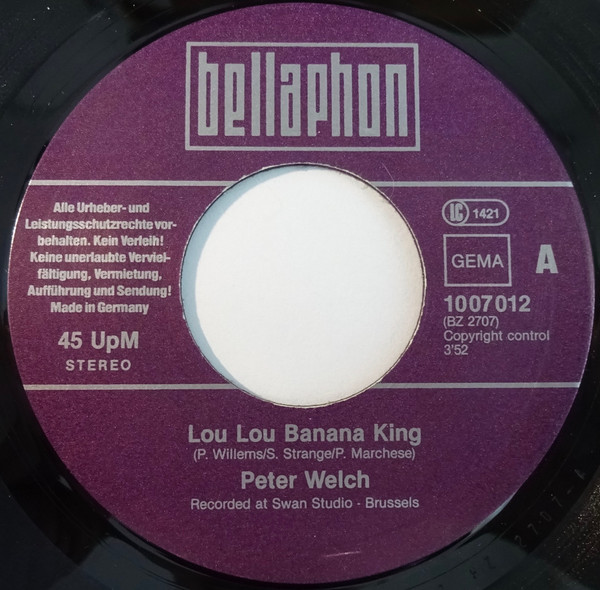 bellaphon
Alle Urheber- und
Leistungsschutzrechte vor-
behalten. Kein Verleih!
Keine unerlaubte Verviel-
fältigung, Vermietung,
Aufführung und Sendung!
Made in Germany
45 UpM
STEREO
LC 1421
GEMA
A
1007012
(BZ 2707)
Copyright control
3'52
Lou Lou Banana King
(P. Willems/S. Strange/P. Marchese)
Peter Welch
Recorded at Swan Studio - Brussels